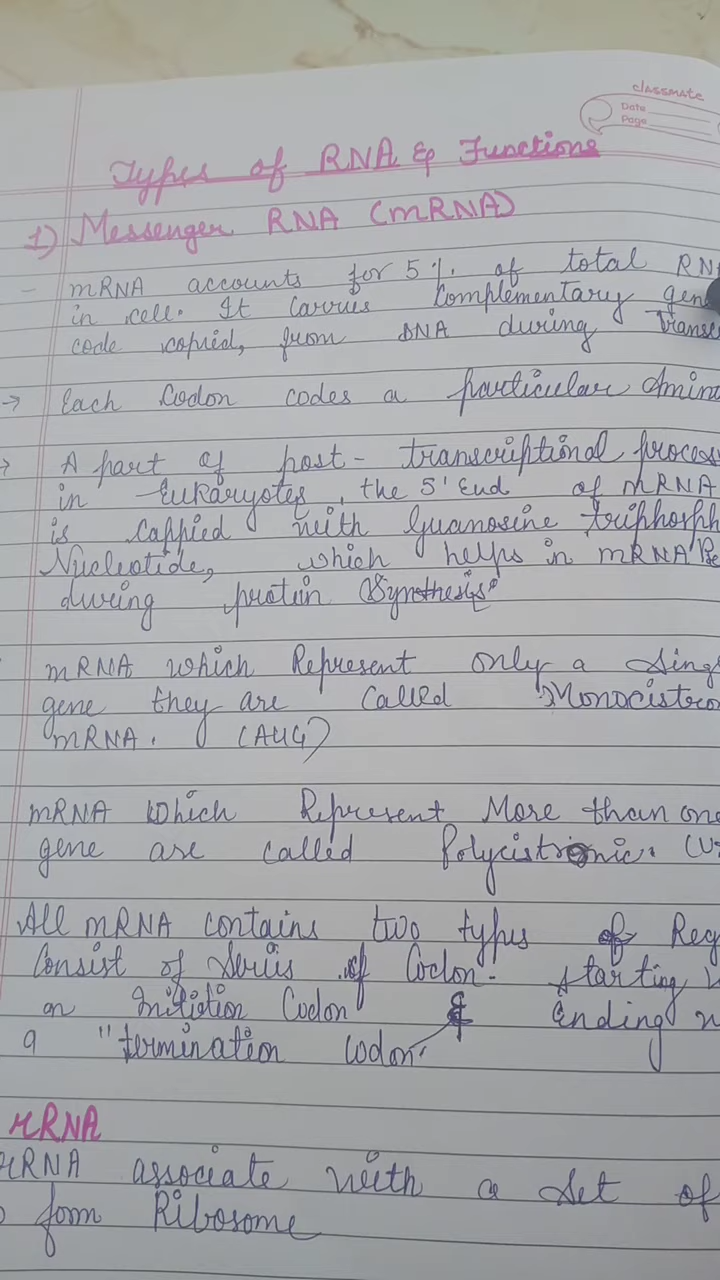 classmate
Date
Page
Types of RNA & Functions
1) Messenger RNA (mRNA)
- mRNA accounts for 5% of total RN
in cell. It Carries Complementary gen
code copied, from DNA during Transc
→ Each Codon codes a particular Amin
→ A part of post - transcriptional process
in Eukaryotes, the 5' End of mRNA
is Cappied with Guanosine triphosph
Nucleotide, which helps in mRNA
during protein Synthesis
mRNA which Represent only a Sing
gene they are Called Monocistro
mRNA. (AUG)
mRNA which Represent More than one
gene are called Polycistronic. (U
All mRNA contains two types of Reg
Consist of Series of Codon - starting
an Initiation Codon & Ending
a "termination Codon.
rRNA
rRNA associate with a Set of
form Ribosome